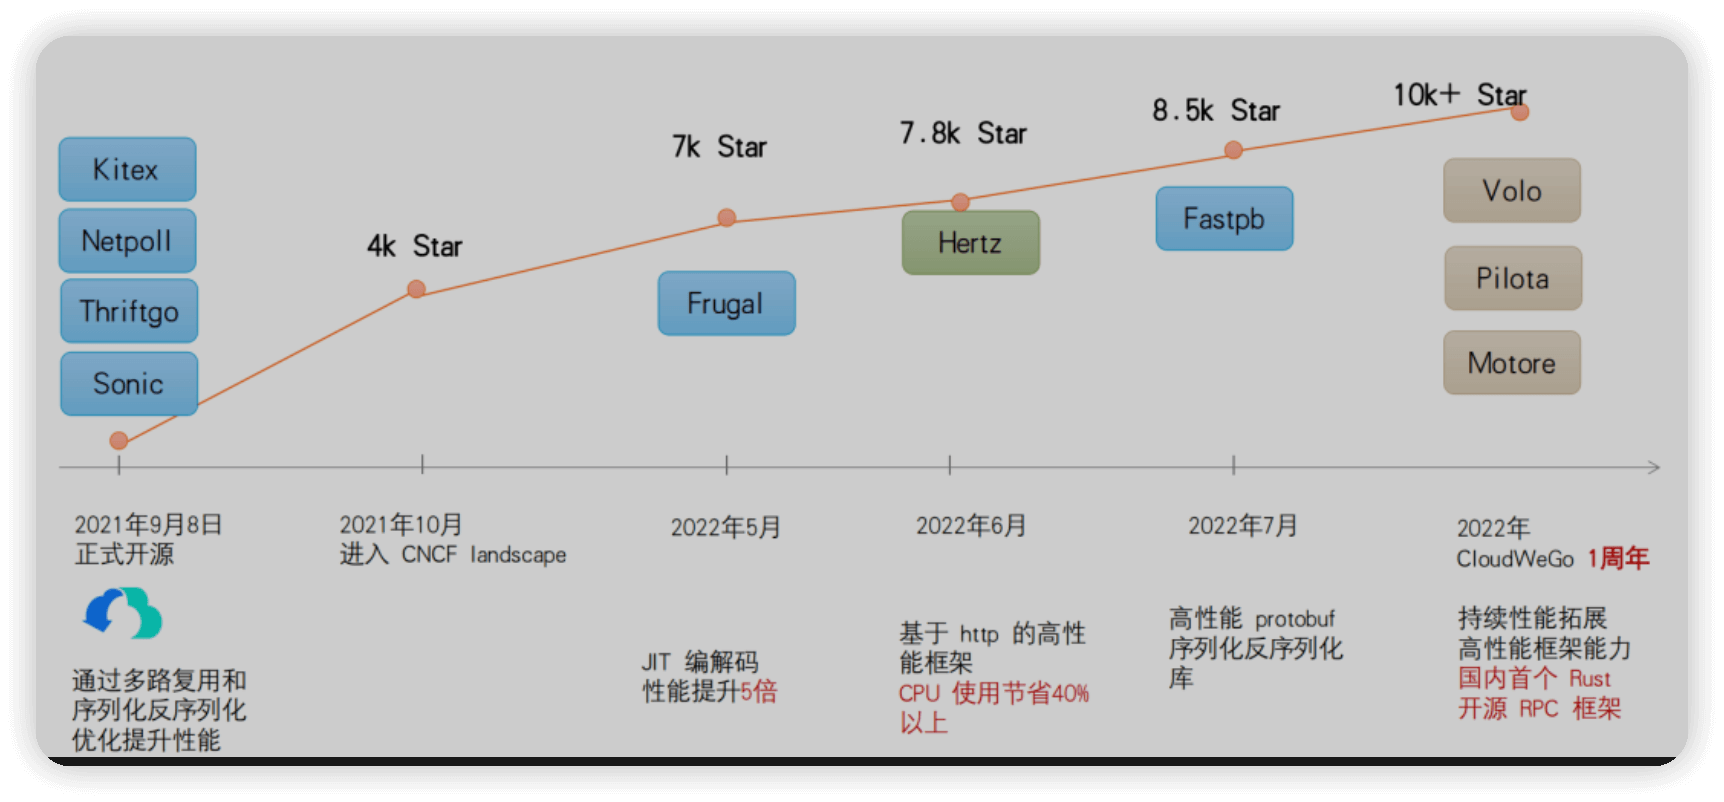 Kitex
Netpoll
Thriftgo
Sonic
4k Star
7k Star
Frugal
7.8k Star
Hertz
8.5k Star
Fastpb
10k+ Star
Volo
Pilota
Motore
2021年9月8日
正式开源
通过多路复用和
序列化反序列化
优化提升性能
2021年10月
进入 CNCF landscape
2022年5月
JIT 编解码
性能提升5倍
2022年6月
基于 http 的高性
能框架
CPU 使用节省40%
以上
2022年7月
高性能 protobuf
序列化反序列化
库
2022年
CloudWeGo 1周年
持续性能拓展
高性能框架能力
国内首个 Rust
开源 RPC 框架